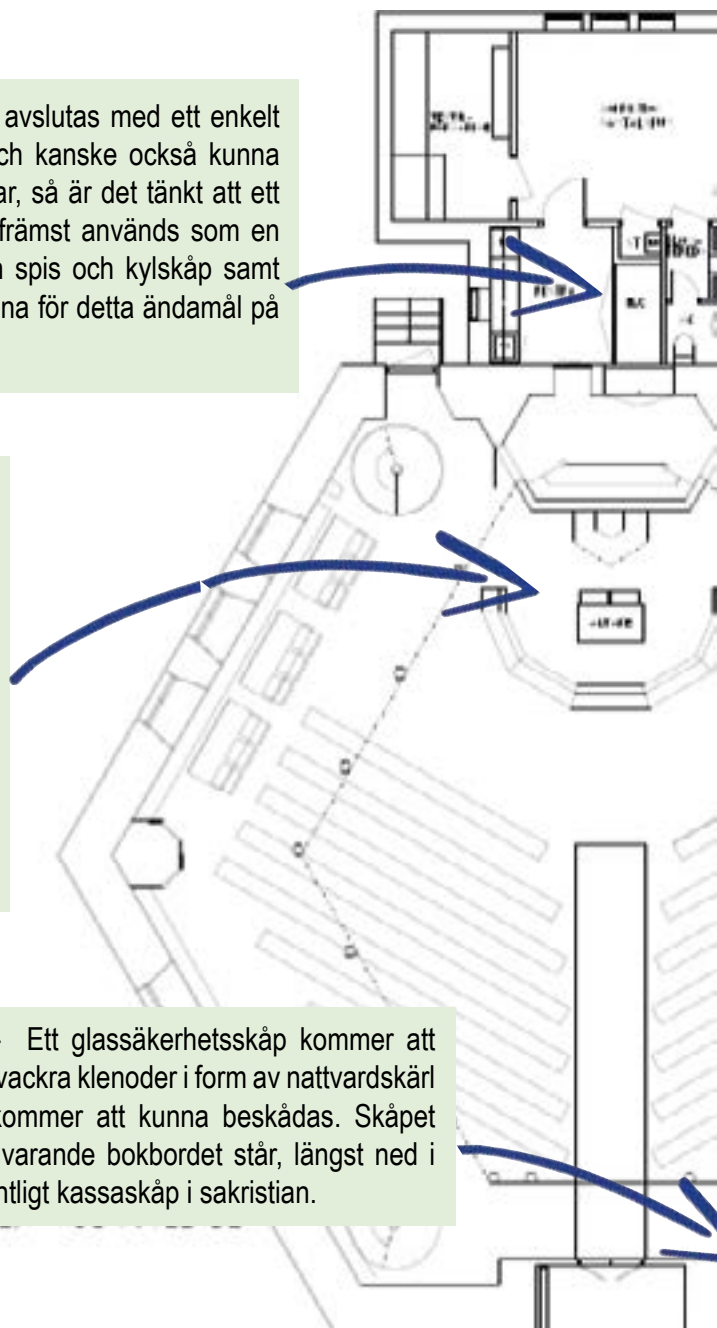 avslutas med ett enkelt
ch kanske också kunna
ar, så är det tänkt att ett
främst används som en
spis och kylskåp samt
na för detta ändamål på
Ett glassäkerhetsskåp kommer att
vackra klenoder i form av nattvardskärl
kommer att kunna beskådas. Skåpet
varande bokbordet står, längst ned i
ntligt kassaskåp i sakristian.